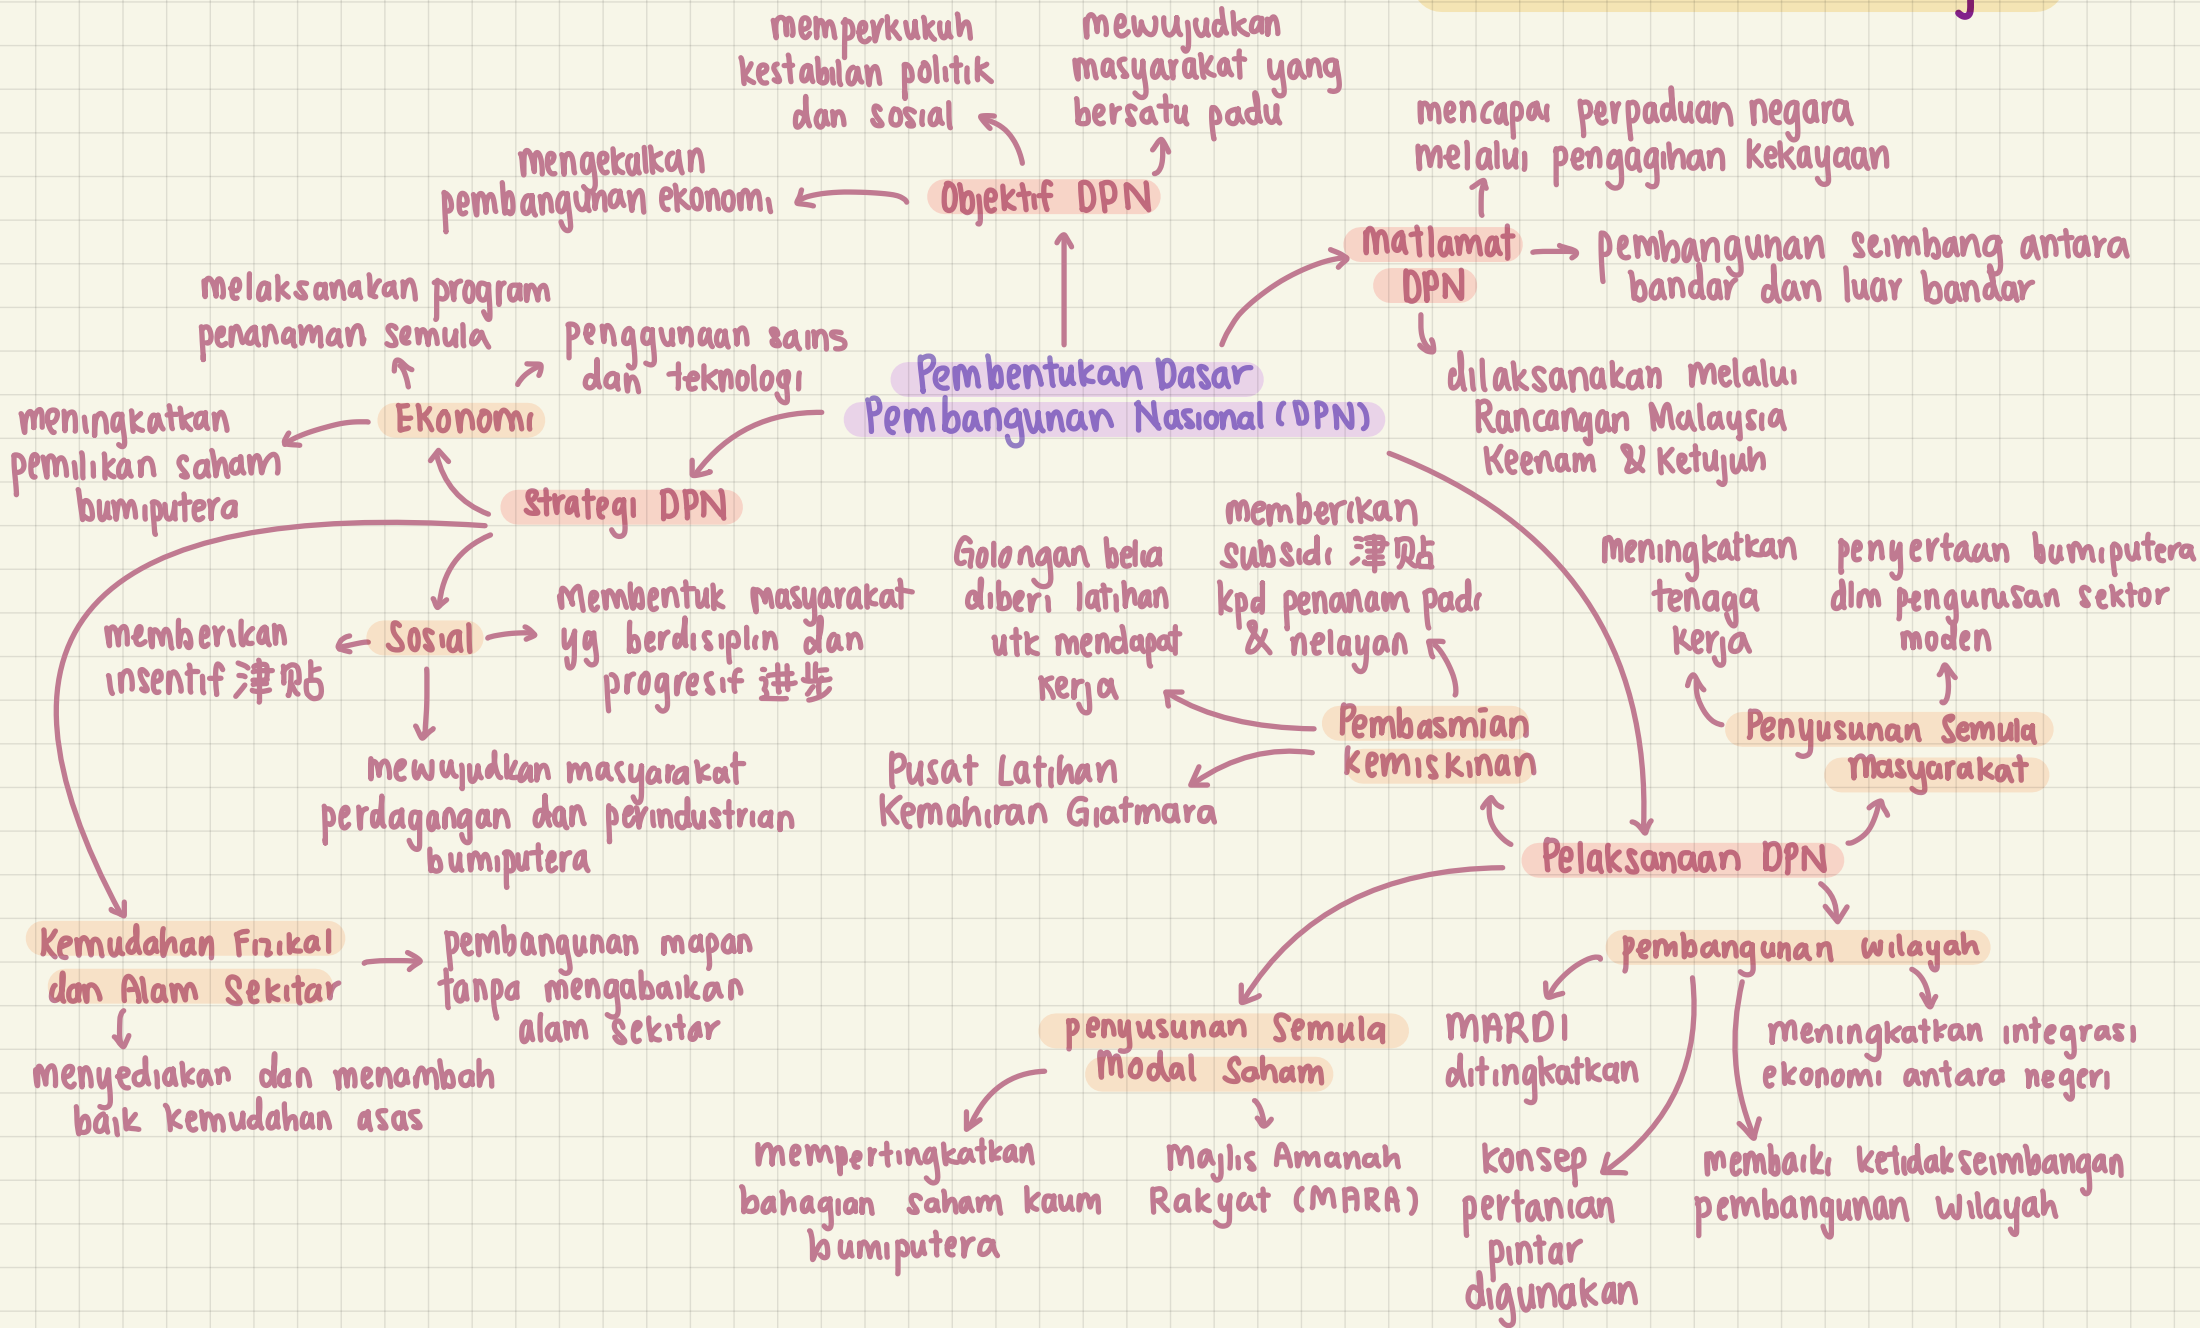 memperkukuh
kestabilan politik
dan sosial
mewujudkan
masyarakat yang
bersatu padu
mengekalkan
pembangunan ekonomi
Objektif DPN
mencapai perpaduan negara
melalui pengagihan kekayaan
Matlamat
DPN
pembangunan seimbang antara
bandar dan luar bandar
dilaksanakan melalui
Rancangan Malaysia
Keenam & Ketujuh
Pembentukan Dasar
Pembangunan Nasional (DPN)
melaksanakan program
penanaman semula
penggunaan sains
dan teknologi
Ekonomi
meningkatkan
pemilikan saham
bumiputera
Strategi DPN
Sosial
memberikan
insentif 津贴
Membentuk masyarakat
yg berdisiplin dan
progresif 进步
mewujudkan masyarakat
perdagangan dan perindustrian
bumiputera
Kemudahan Fizikal
dan Alam Sekitar
pembangunan mapan
tanpa mengabaikan
alam sekitar
menyediakan dan menambah
baik kemudahan asas
Golongan belia
diberi latihan
utk mendapat
kerja
memberikan
subsidi 津贴
kpd penanam padi
& nelayan
Pembasmian
Kemiskinan
Pusat Latihan
Kemahiran Giatmara
meningkatkan
tenaga
kerja
penyertaan bumiputera
dlm pengurusan sektor
moden
Penyusunan Semula
Masyarakat
Pelaksanaan DPN
pembangunan wilayah
MARDI
ditingkatkan
meningkatkan integrasi
ekonomi antara negeri
konsep
pertanian
pintar
digunakan
membaiki ketidakseimbangan
pembangunan wilayah
penyusunan Semula
Modal Saham
mempertingkatkan
bahagian saham kaum
bumiputera
Majlis Amanah
Rakyat (MARA)